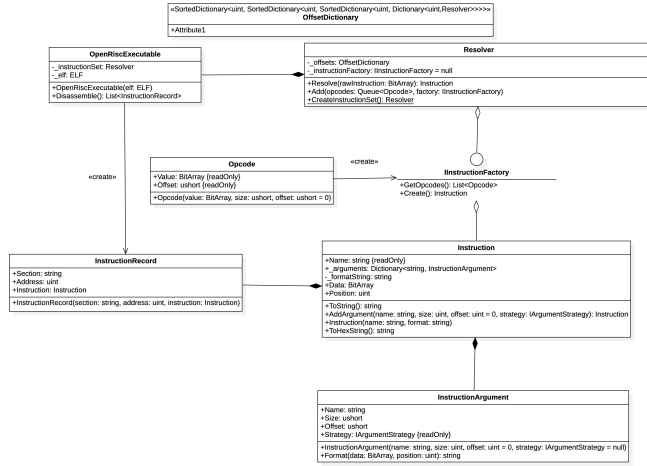 «SortedDictionary<uint, SortedDictionary<uint, SortedDictionary<uint, Dictionary<uint,Resolver>>>>»
OffsetDictionary
+Attribute1
OpenRiscExecutable
-_instructionSet: Resolver
-_elf: ELF
+OpenRiscExecutable(elf: ELF)
+Disassemble(): List<InstructionRecord>
Resolver
-_offsets: OffsetDictionary
-_instructionFactory: IInstructionFactory = null
+Resolve(rawInstruction: BitArray): Instruction
+Add(opcodes: Queue<Opcode>, factory: IInstructionFactory)
+CreateInstructionSet(): Resolver
Opcode
+Value: BitArray {readOnly}
+Offset: ushort {readOnly}
+Opcode(value: BitArray, size: ushort, offset: ushort = 0)
«create»
IInstructionFactory
+GetOpcodes(): List<Opcode>
+Create(): Instruction
«create»
InstructionRecord
+Section: string
+Address: uint
+Instruction: Instruction
+InstructionRecord(section: string, address: uint, instruction: Instruction)
Instruction
+Name: string {readOnly}
+_arguments: Dictionary<string, InstructionArgument>
-_formatString: string
+Data: BitArray
+Position: uint
+ToString(): string
+AddArgument(name: string, size: uint, offset: uint = 0, strategy: IArgumentStrategy): Instruction
+Instruction(name: string, format: string)
+ToHexString(): string
InstructionArgument
+Name: string
+Size: ushort
+Offset: ushort
+Strategy: IArgumentStrategy {readOnly}
+InstructionArgument(name: string, size: uint, offset: uint = 0, strategy: IArgumentStrategy = null)
+Format(data: BitArray, position: uint): string